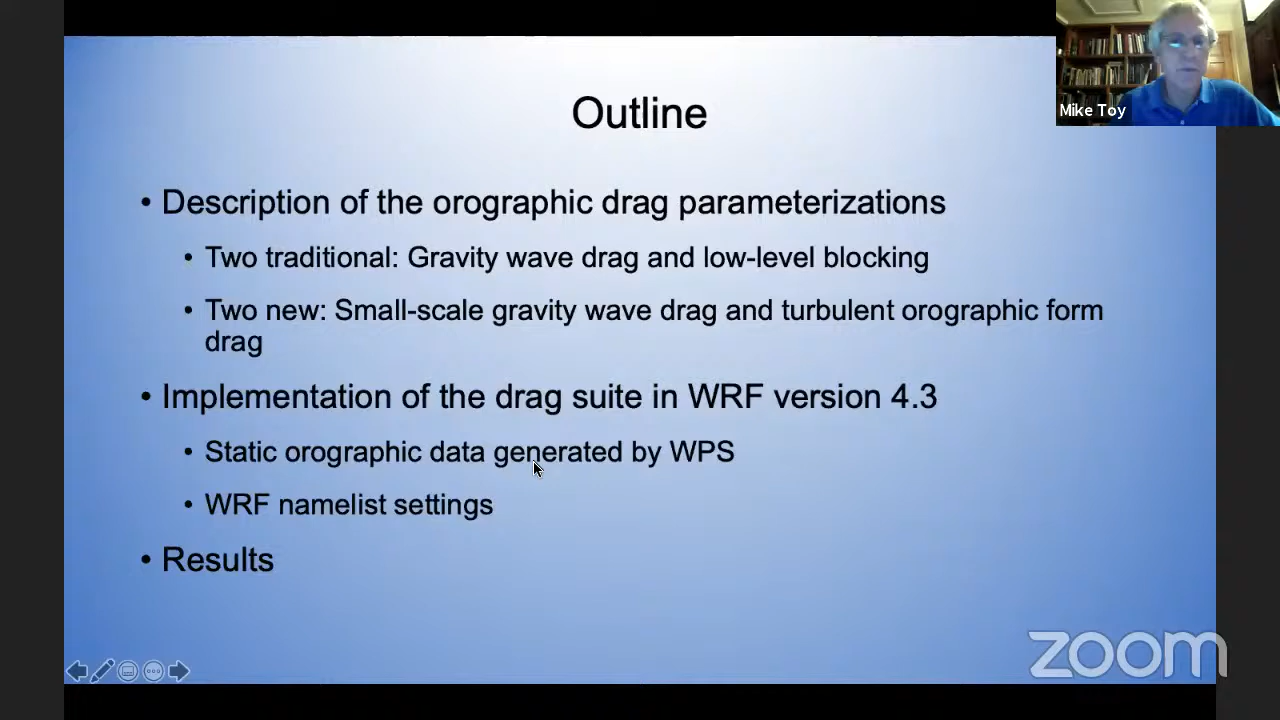 Outline
Mike Toy
• Description of the orographic drag parameterizations
• Two traditional: Gravity wave drag and low-level blocking
• Two new: Small-scale gravity wave drag and turbulent orographic form
drag
• Implementation of the drag suite in WRF version 4.3
• Static orographic data generated by WPS
• WRF namelist settings
• Results
zoom